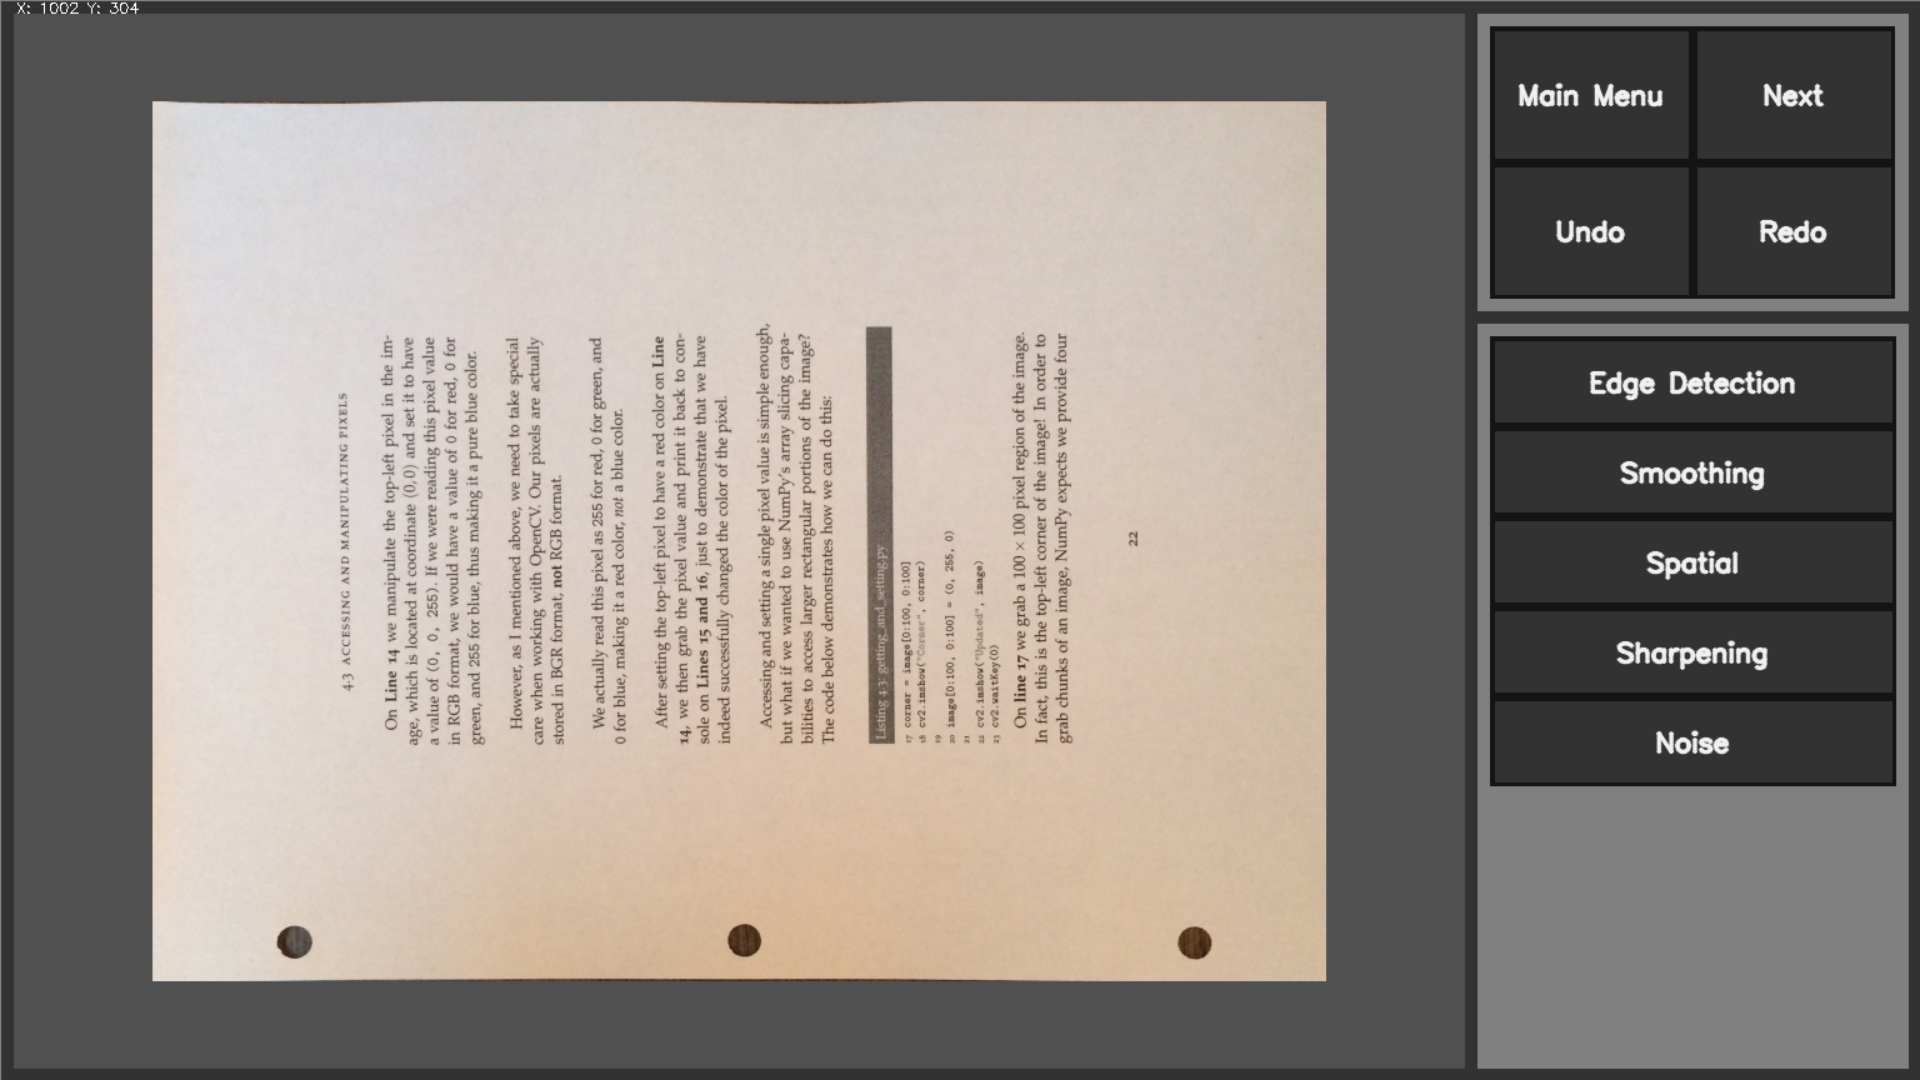 X: 1002 Y: 304
4.3 ACCESSING AND MANIPULATING PIXELS
On Line 14 we manipulate the top-left pixel in the im-
age, which is located at coordinate (0,0) and set it to have
a value of (0, 0, 255). If we were reading this pixel value
in RGB format, we would have a value of 0 for red, 0 for
green, and 255 for blue, thus making it a pure blue color.
However, as I mentioned above, we need to take special
care when working with OpenCV. Our pixels are actually
stored in BGR format, not RGB format.
We actually read this pixel as 255 for red, 0 for green, and
0 for blue, making it a red color, not a blue color.
After setting the top-left pixel to have a red color on Line
14, we then grab the pixel value and print it back to con-
sole on Lines 15 and 16, just to demonstrate that we have
indeed successfully changed the color of the pixel.
Accessing and setting a single pixel value is simple enough,
but what if we wanted to use NumPy's array slicing capa-
bilities to access larger rectangular portions of the image?
The code below demonstrates how we can do this:
Listing 4.3: getting_and_setting.py
17 corner = image[0:100, 0:100]
18 cv2.imshow("Corner", corner)
19
20 image[0:100, 0:100] = (0, 255, 0)
21
22 cv2.imshow("Updated", image)
23 cv2.waitKey(0)
On line 17 we grab a 100 × 100 pixel region of the image.
In fact, this is the top-left corner of the image! In order to
grab chunks of an image, NumPy expects we provide four
22
Main Menu
Next
Undo
Redo
Edge Detection
Smoothing
Spatial
Sharpening
Noise